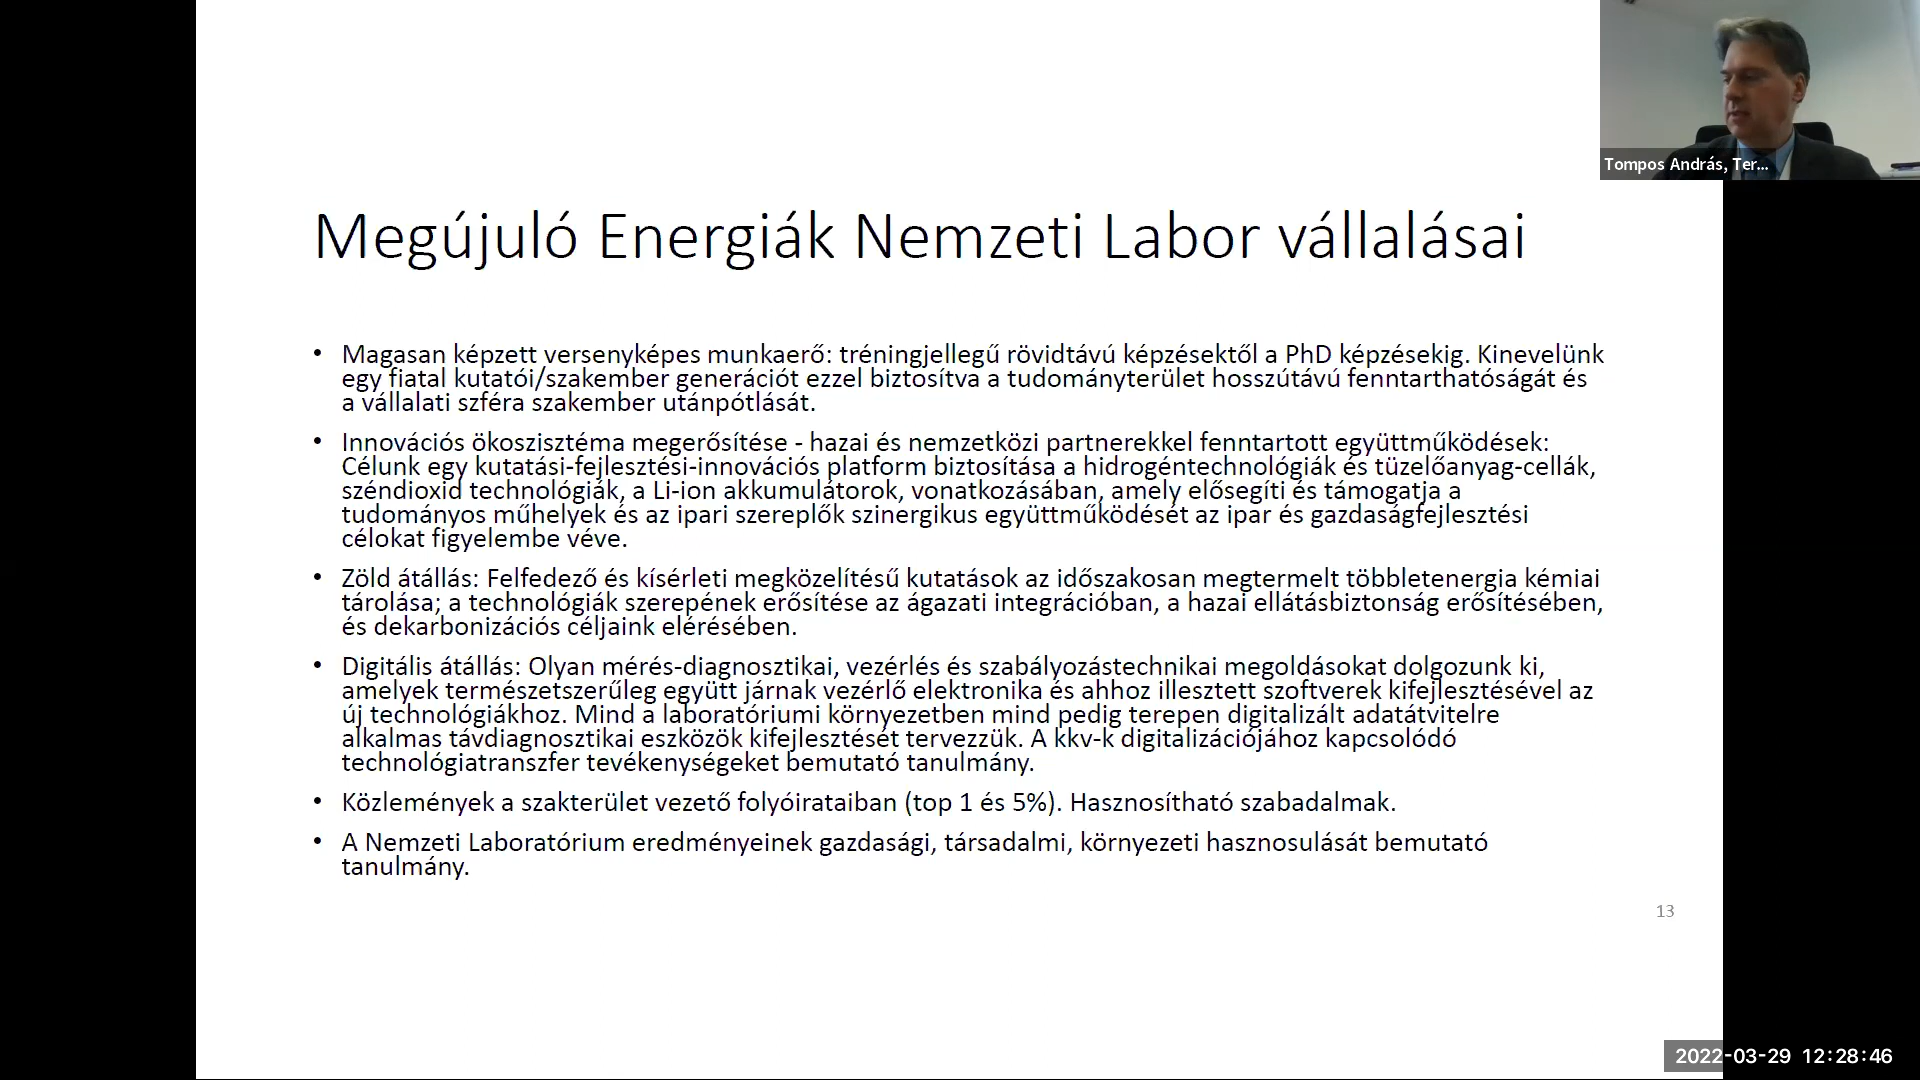 Tompos András, Ter...
Megújuló Energiák Nemzeti Labor vállalásai
• Magasan képzett versenyképes munkaerő: tréningjellegű rövidtávú képzésektől a PhD képzésekig. Kinevelünk
egy fiatal kutatói/szakember generációt ezzel biztosítva a tudományterület hosszútávú fenntarthatóságát és
a vállalati szféra szakember utánpótlását.
• Innovációs ökoszisztéma megerősítése - hazai és nemzetközi partnerekkel fenntartott együttműködések:
Célunk egy kutatási-fejlesztési-innovációs platform biztosítása a hidrogéntechnológiák és tüzelőanyag-cellák,
széndioxid technológiák, a Li-ion akkumulátorok, vonatkozásában, amely elősegíti és támogatja a
tudományos műhelyek és az ipari szereplők szinergikus együttműködését az ipar és gazdaságfejlesztési
célokat figyelembe véve.
• Zöld átállás: Felfedező és kísérleti megközelítésű kutatások az időszakosan megtermelt többletenergia kémiai
tárolása; a technológiák szerepének erősítése az ágazati integrációban, a hazai ellátásbiztonság erősítésében,
és dekarbonizációs céljaink elérésében.
• Digitális átállás: Olyan mérés-diagnosztikai, vezérlés és szabályozástechnikai megoldásokat dolgozunk ki,
amelyek természetszerűleg együtt járnak vezérlő elektronika és ahhoz illesztett szoftverek kifejlesztésével az
új technológiákhoz. Mind a laboratóriumi környezetben mind pedig terepen digitalizált adatátvitelre
alkalmas távdiagnosztikai eszközök kifejlesztését tervezzük. A kkv-k digitalizációjához kapcsolódó
technológiatranszfer tevékenységeket bemutató tanulmány.
• Közlemények a szakterület vezető folyóirataiban (top 1 és 5%). Hasznosítható szabadalmak.
• A Nemzeti Laboratórium eredményeinek gazdasági, társadalmi, környezeti hasznosulását bemutató
tanulmány.
13
2022-03-29 12:28:46